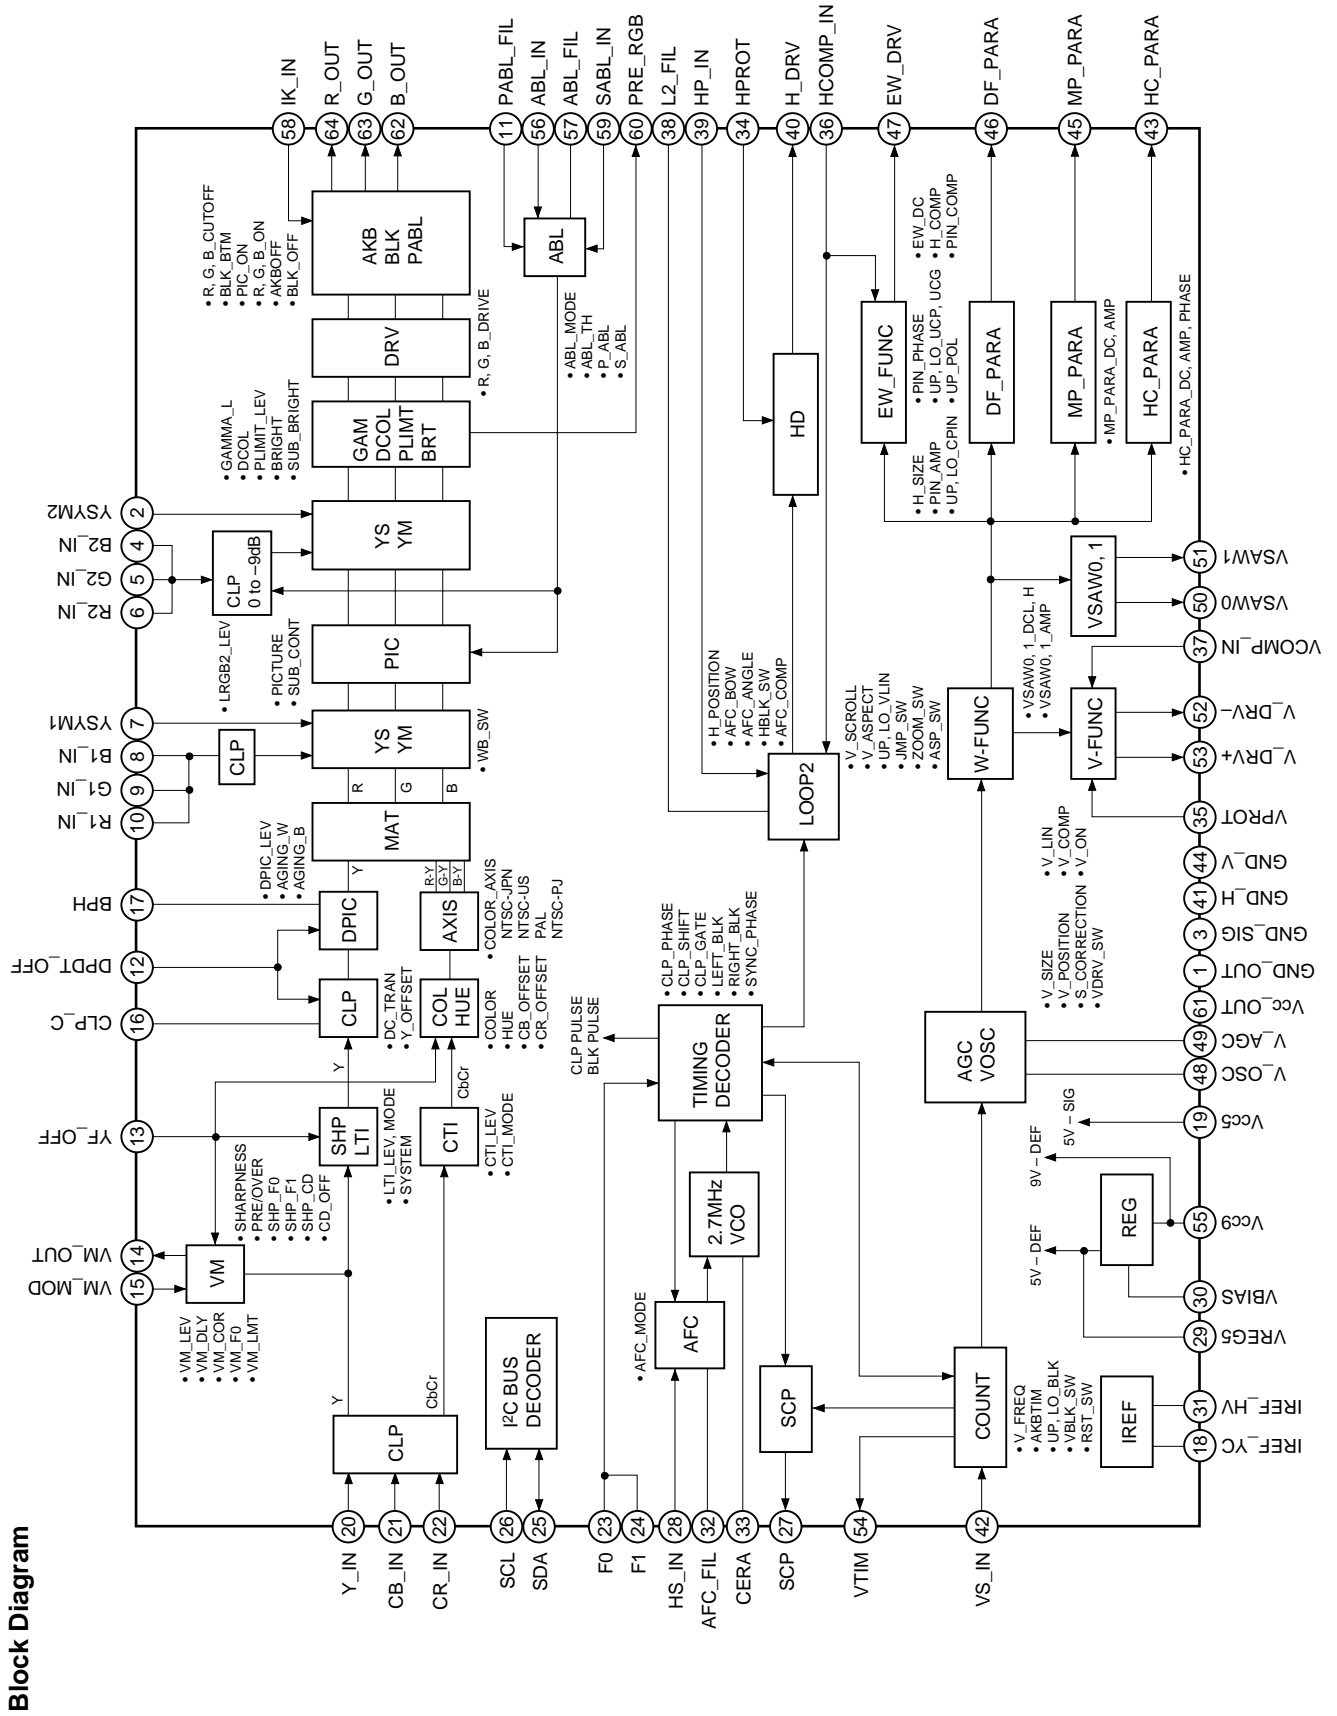 Block Diagram
YSYM2
2
B2_IN
4
G2_IN
5
R2_IN
6
YSYM1
7
B1_IN
8
G1_IN
9
R1_IN
10
BPH
17
DPDT_OFF
12
CLP_C
16
YF_OFF
13
VM_OUT
14
VM_MOD
15
IK_IN
58
R_OUT
64
G_OUT
63
B_OUT
62
PABL_FIL
11
ABL_IN
56
ABL_FIL
57
SABL_IN
59
PRE_RGB
60
L2_FIL
38
HP_IN
39
HPROT
34
H_DRV
40
HCOMP_IN
36
EW_DRV
47
DF_PARA
46
MP_PARA
45
HC_PARA
43
Y_IN
20
CB_IN
21
CR_IN
22
SCL
26
SDA
25
F0
23
F1
24
HS_IN
28
AFC_FIL
32
CERA
33
SCP
27
VTIM
54
VS_IN
42
IREF_YC
18
IREF_HV
31
VREG5
29
VBIAS
30
Vcc9
55
Vcc5
19
V_OSC
48
V_AGC
49
Vcc_OUT
61
GND_OUT
1
GND_SIG
3
GND_H
41
GND_V
44
VPROT
35
V_DRV+
53
V_DRV–
52
VCOMP_IN
37
VSAW0
50
VSAW1
51
VM
• VM_LEV
• VM_DLY
• VM_COR
• VM_F0
• VM_LMT
CLP
Y
CbCr
SHP
LTI
• SHARPNESS
• PRE/OVER
• SHP_F0
• SHP_F1
• SHP_CD
• CD_OFF
• LTI_LEV, MODE
• SYSTEM
CTI
• CTI_LEV
• CTI_MODE
Y
CbCr
CLP
• DC_TRAN
• Y_OFFSET
COL
HUE
• COLOR
• HUE
• CB_OFFSET
• CR_OFFSET
DPIC
• DPIC_LEV
• AGING_W
• AGING_B
AXIS
• COLOR_AXIS
NTSC-JPN
NTSC-US
PAL
NTSC-PJ
Y
R-Y
G-Y
B-Y
MAT
R
G
B
CLP
YS
YM
• WB_SW
PIC
• PICTURE
• SUB_CONT
• LRGB2_LEV
CLP
0 to –9dB
YS
YM
GAM
DCOL
PLIMT
BRT
• GAMMA_L
• DCOL
• PLIMIT_LEV
• BRIGHT
• SUB_BRIGHT
DRV
• R, G, B_DRIVE
AKB
BLK
PABL
• R, G, B_CUTOFF
• BLK_BTM
• PIC_ON
• R, G, B_ON
• AKBOFF
• BLK_OFF
ABL
• ABL_MODE
• ABL_TH
• P_ABL
• S_ABL
I²C BUS
DECODER
AFC
• AFC_MODE
2.7MHz
VCO
TIMING
DECODER
CLP PULSE
BLK PULSE
• CLP_PHASE
• CLP_SHIFT
• CLP_GATE
• LEFT_BLK
• RIGHT_BLK
• SYNC_PHASE
LOOP2
• H_POSITION
• AFC_BOW
• AFC_ANGLE
• HBLK_SW
• AFC_COMP
HD
SCP
COUNT
• V_FREQ
• AKBTIM
• UP, LO_BLK
• VBLK_SW
• RST_SW
AGC
VOSC
• V_SIZE
• V_POSITION
• S_CORRECTION
• VDRV_SW
W-FUNC
• V_SCROLL
• V_ASPECT
• UP, LO_VLIN
• JMP_SW
• ZOOM_SW
• ASP_SW
V-FUNC
• V_LIN
• V_COMP
• V_ON
VSAW0, 1
• VSAW0, 1_DCL, H
• VSAW0, 1_AMP
EW_FUNC
• H_SIZE
• PIN_AMP
• UP, LO_CPIN
• PIN_PHASE
• UP, LO_UCP, UCG
• UP_POL
• EW_DC
• H_COMP
• PIN_COMP
DF_PARA
MP_PARA
• MP_PARA_DC, AMP
HC_PARA
• HC_PARA_DC, AMP, PHASE
IREF
REG
5V – DEF
9V – DEF
5V – SIG